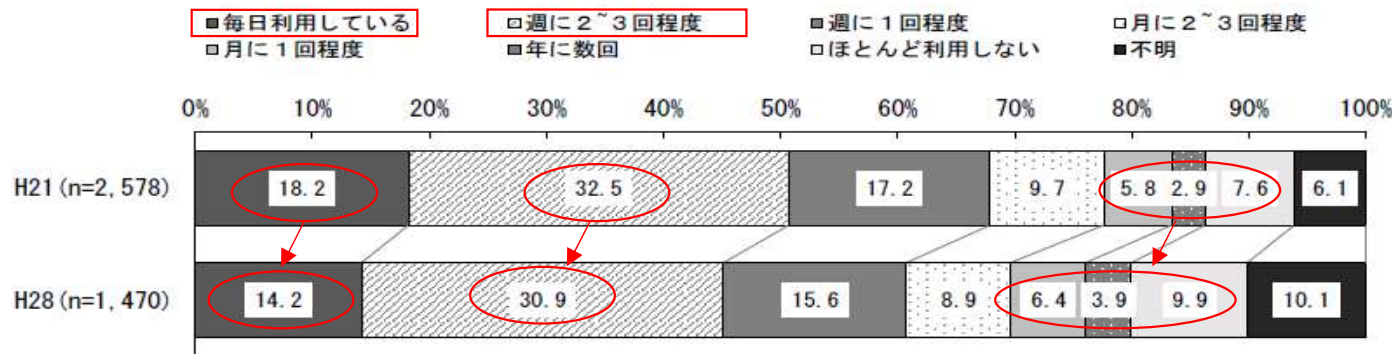 ■毎日利用している □週に２~３回程度 ■週に１回程度 □月に２~３回程度
■月に１回程度 ■年に数回 □ほとんど利用しない ■不明
0% 10% 20% 30% 40% 50% 60% 70% 80% 90% 100%
H21(n=2,578) 18.2 32.5 17.2 9.7 5.8 2.9 7.6 6.1
H28(n=1,470) 14.2 30.9 15.6 8.9 6.4 3.9 9.9 10.1